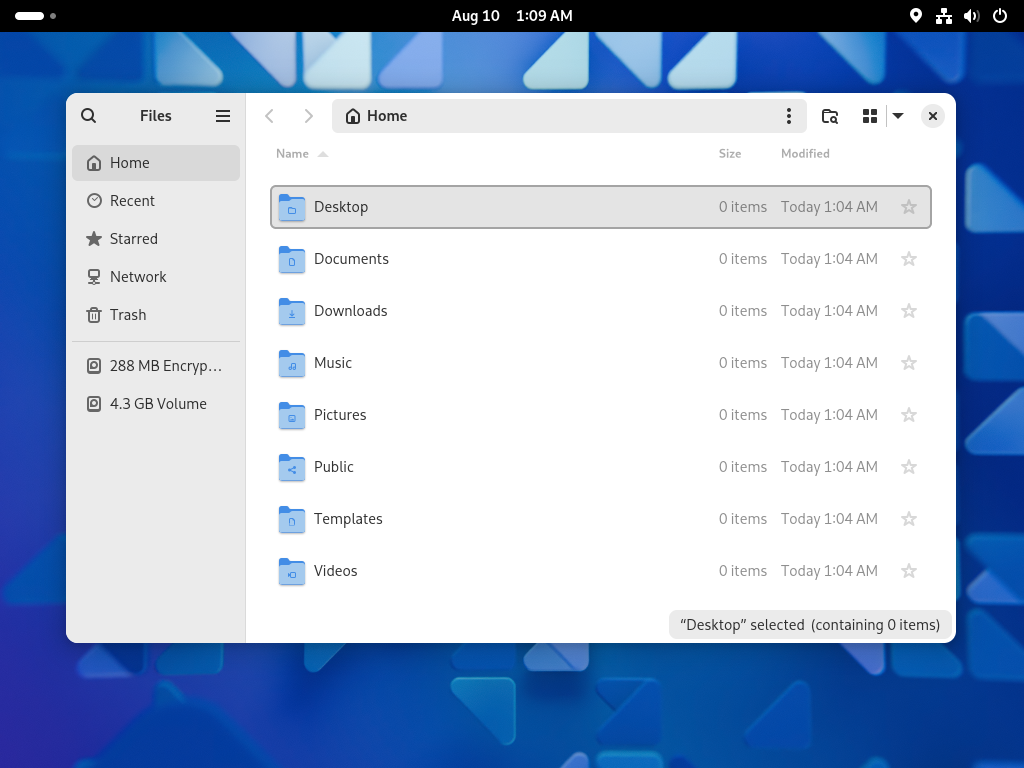 Aug 10 1:09 AM
Files
Home
Name Size Modified
Home
Recent
Starred
Network
Trash
288 MB Encryp…
4.3 GB Volume
Desktop 0 items Today 1:04 AM
Documents 0 items Today 1:04 AM
Downloads 0 items Today 1:04 AM
Music 0 items Today 1:04 AM
Pictures 0 items Today 1:04 AM
Public 0 items Today 1:04 AM
Templates 0 items Today 1:04 AM
Videos 0 items Today 1:04 AM
“Desktop” selected (containing 0 items)